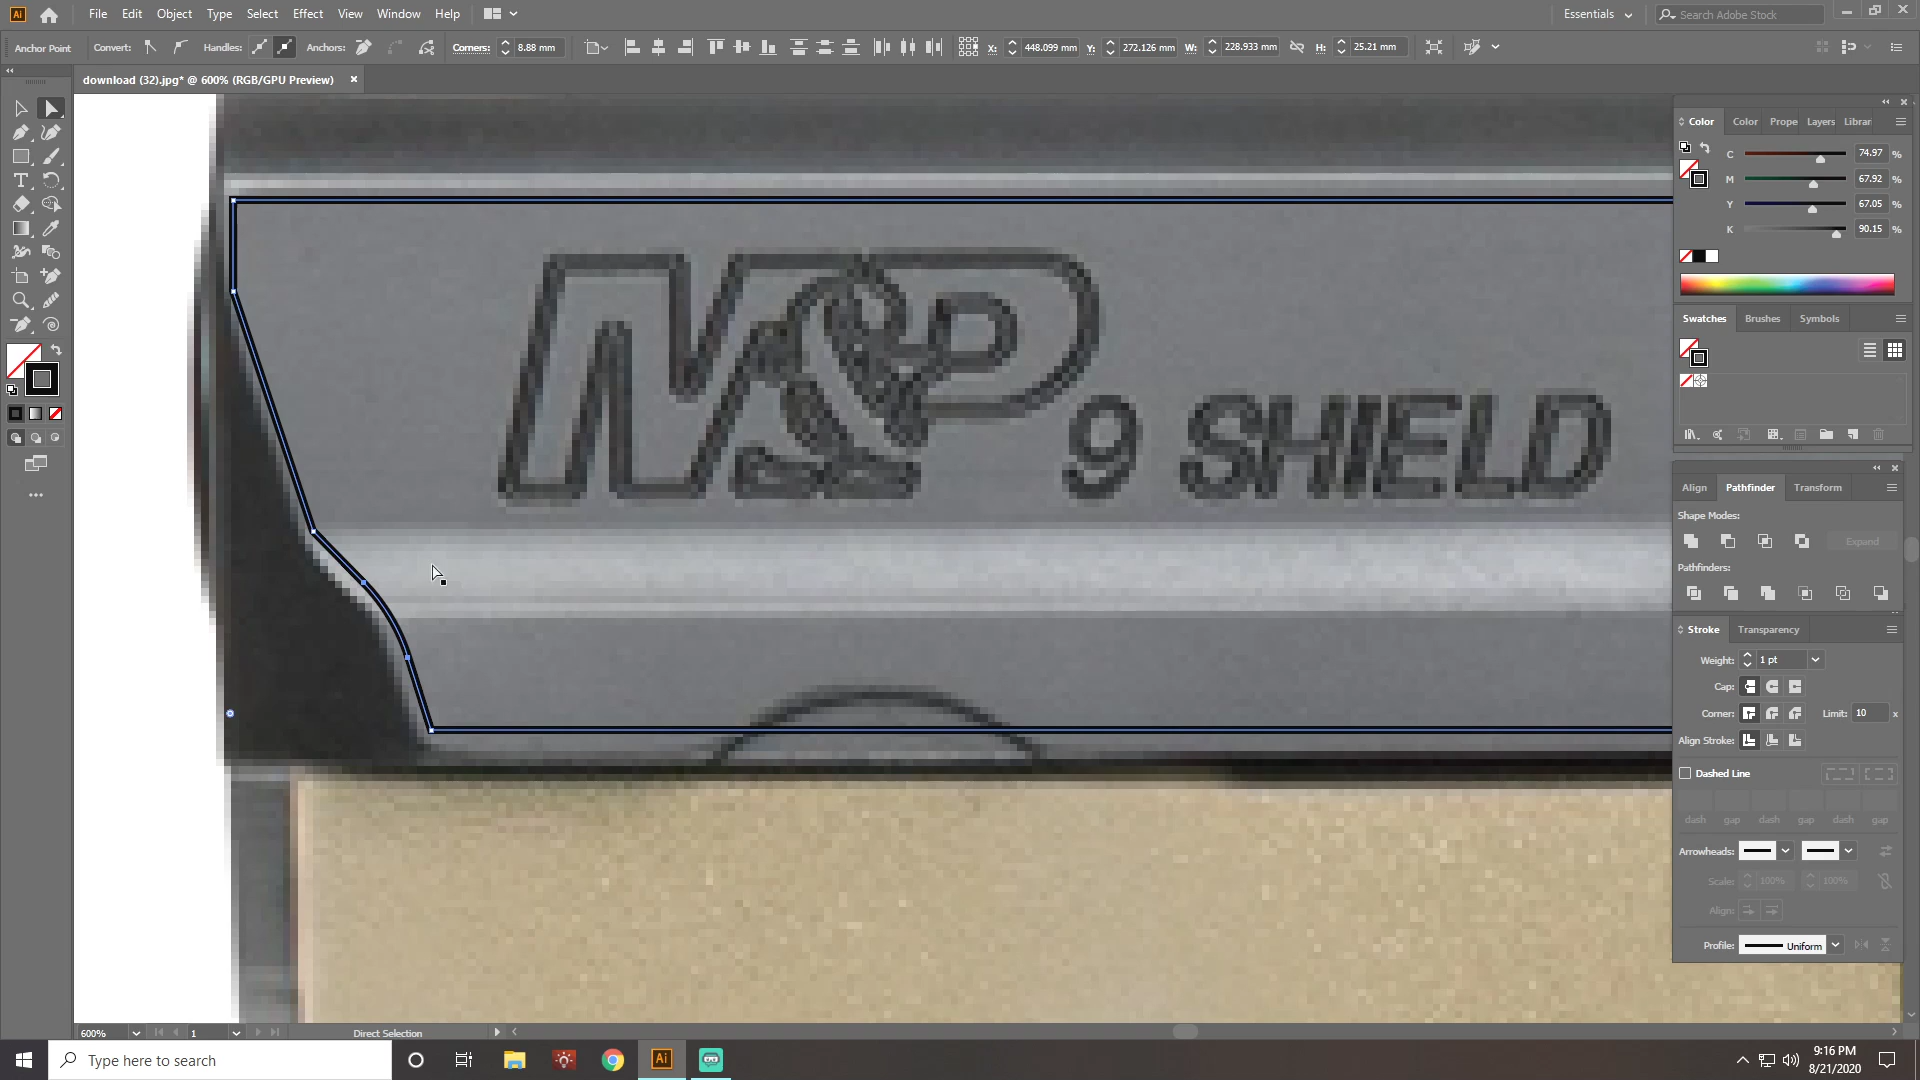 Ai File Edit Object Type Select Effect View Window Help Essentials Search Adobe Stock
Anchor Point Convert: Handles: Anchors: Corners: 8.88 mm X: 448.099 mm Y: 272.126 mm W: 228.933 mm H: 25.21 mm
download (32).jpg* @ 600% (RGB/GPU Preview)
Color Color Prope Layers Librar
C 74.97 %
M 67.92 %
Y 67.05 %
K 90.15 %
Swatches Brushes Symbols
M&P 9 SHIELD
Align Pathfinder Transform
Shape Modes:
Expand
Pathfinders:
Stroke Transparency
Weight: 1 pt
Cap:
Corner: Limit: 10 x
Align Stroke:
Dashed Line
dash gap dash gap dash gap
Arrowheads:
Scale: 100% 100%
Align:
Profile: Uniform
600% 1 Direct Selection
Type here to search Ai 9:16 PM
8/21/2020